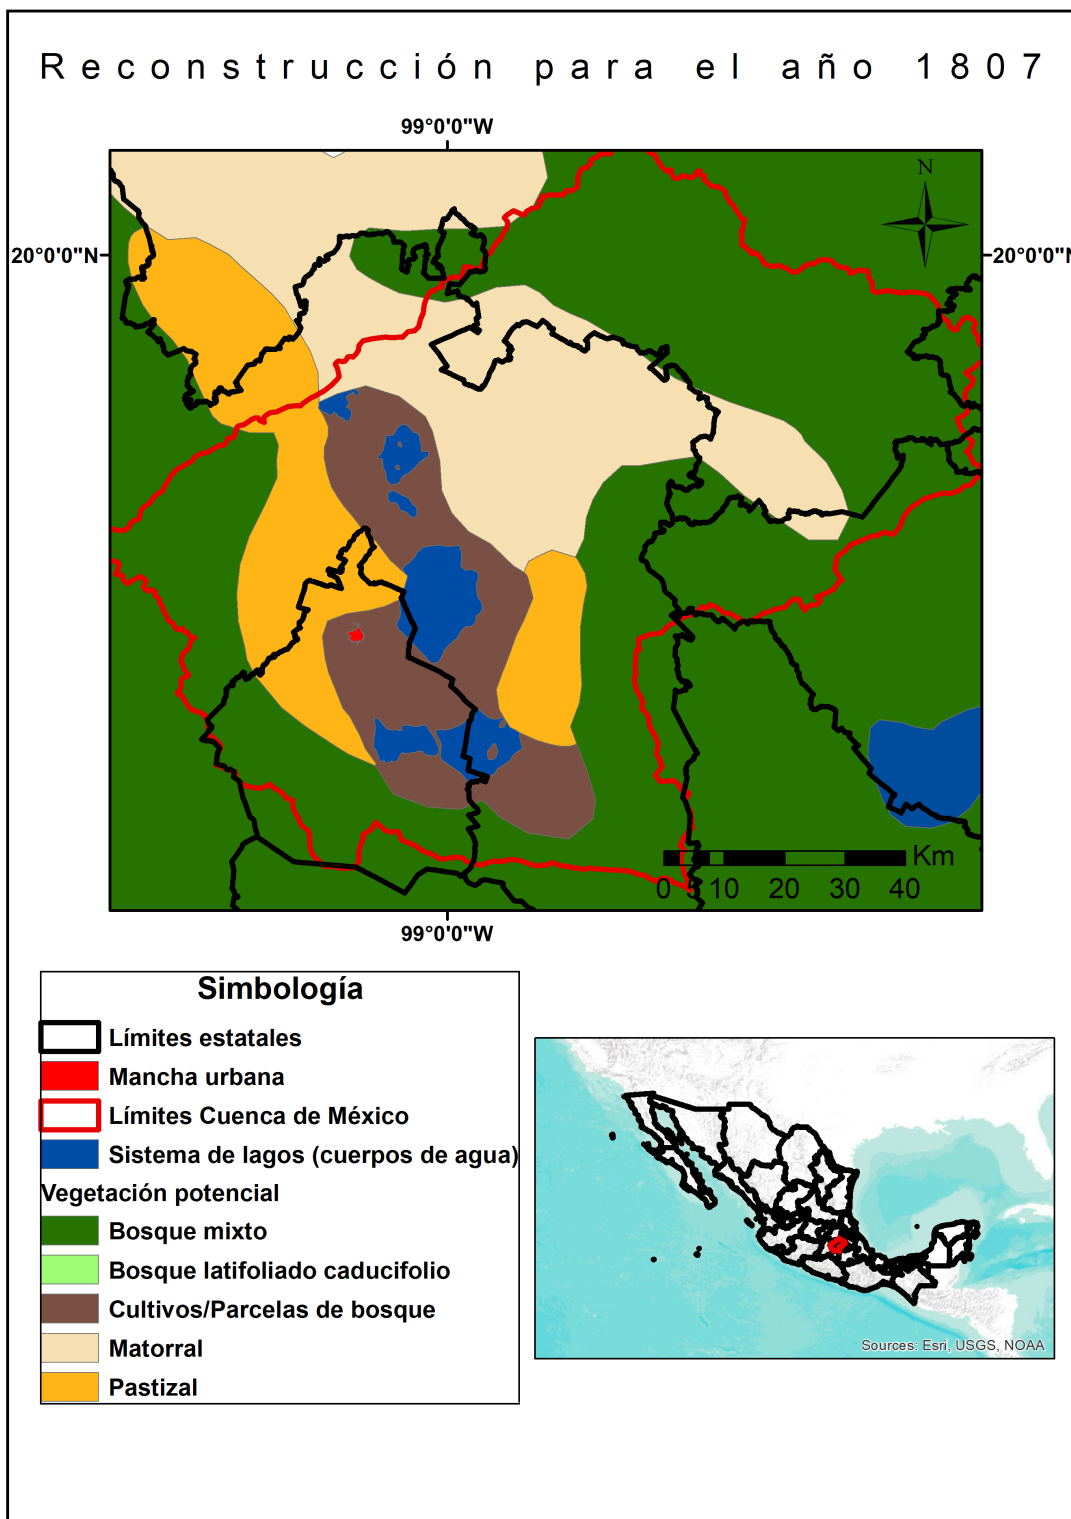 Reconstrucción para el año 1807
99°0'0"W
N
20°0'0"N
20°0'0"N
Km
0 5 10 20 30 40
99°0'0"W
Simbología
Límites estatales
Mancha urbana
Límites Cuenca de México
Sistema de lagos (cuerpos de agua)
Vegetación potencial
Bosque mixto
Bosque latifoliado caducifolio
Cultivos/Parcelas de bosque
Matorral
Pastizal
Sources: Esri, USGS, NOAA